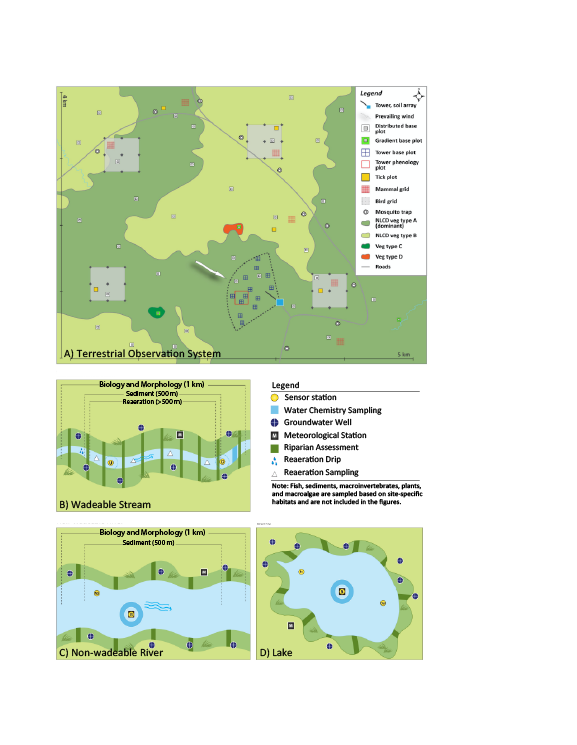 4 km
Legend
Tower, soil array
Prevailing wind
Distributed base
plot
Gradient base plot
Tower base plot
Tower phenology
plot
Tick plot
Mammal grid
Bird grid
Mosquito trap
NLCD veg type A
(dominant)
NLCD veg type B
Veg type C
Veg type D
Roads
A) Terrestrial Observation System
5 km
Biology and Morphology (1 km)
Sediment (500 m)
Reaeration (>500 m)
B) Wadeable Stream
Legend
Sensor station
Water Chemistry Sampling
Groundwater Well
M
Meteorological Station
Riparian Assessment
Reaeration Drip
Reaeration Sampling
Note: Fish, sediments, macroinvertebrates, plants,
and macroalgae are sampled based on site-specific
habitats and are not included in the figures.
Biology and Morphology (1 km)
Sediment (500 m)
M
C) Non-wadeable River
M
D) Lake